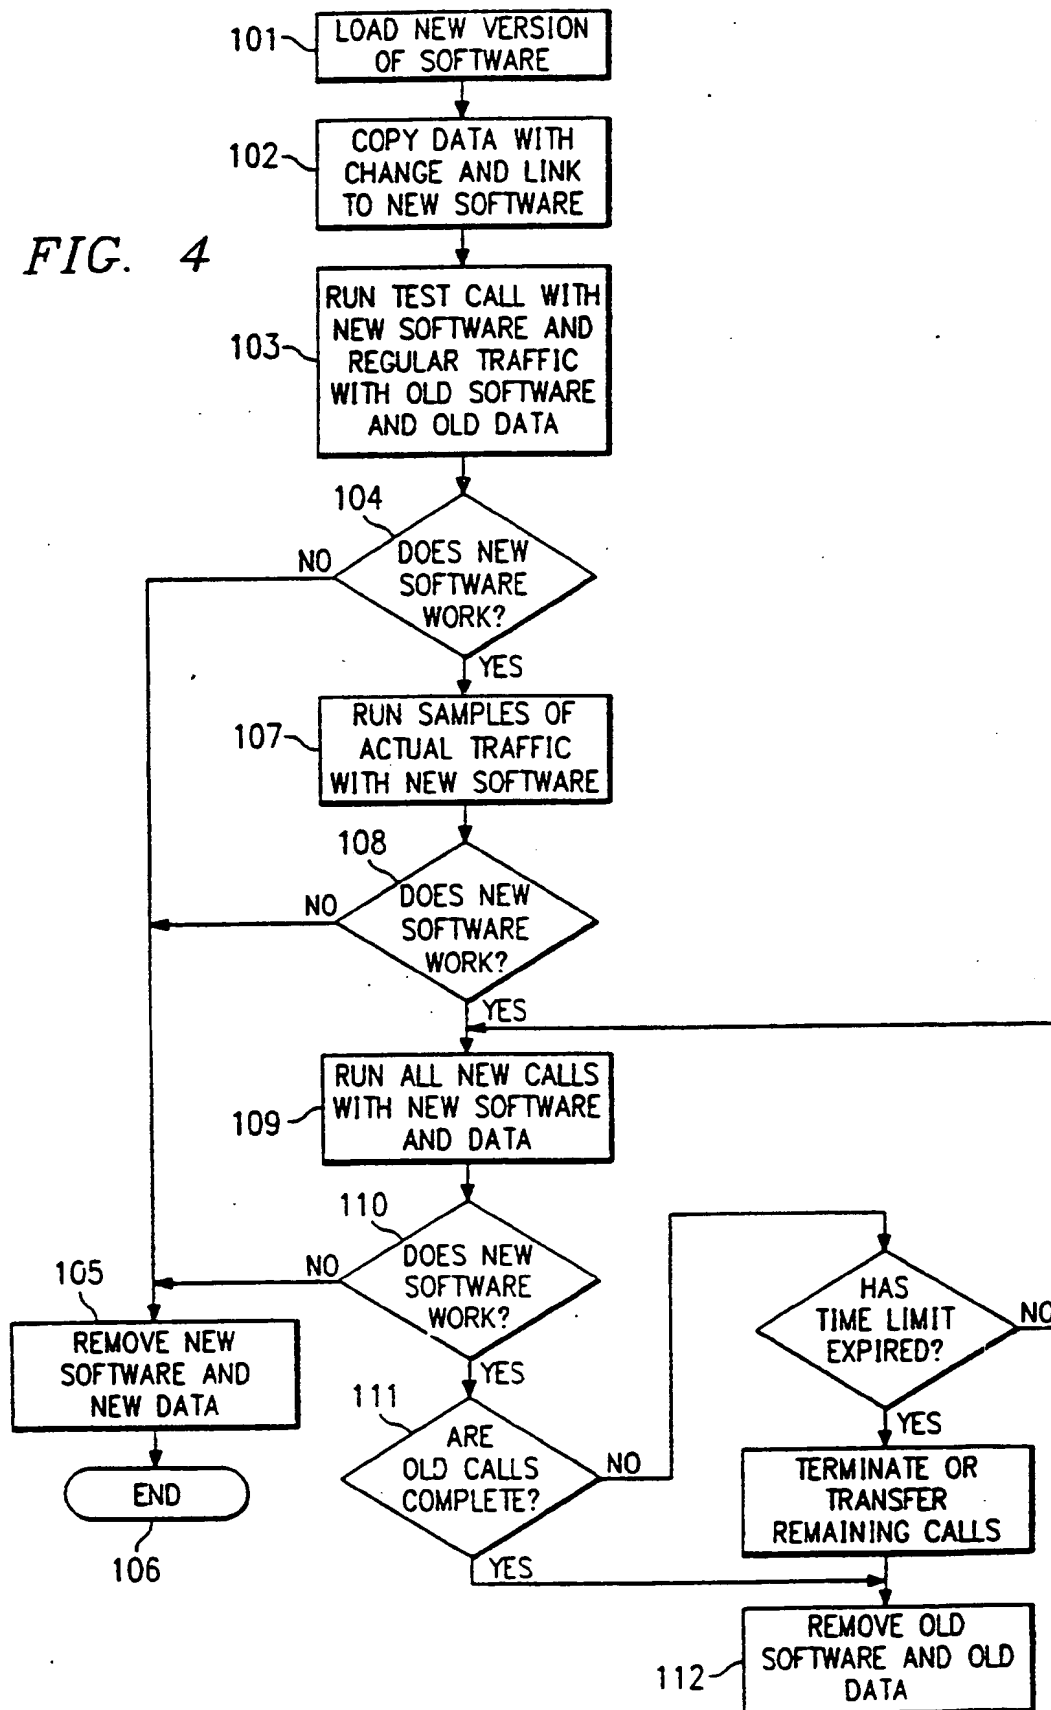 101
LOAD NEW VERSION
OF SOFTWARE
102
COPY DATA WITH
CHANGE AND LINK
TO NEW SOFTWARE
FIG. 4
103
RUN TEST CALL WITH
NEW SOFTWARE AND
REGULAR TRAFFIC
WITH OLD SOFTWARE
AND OLD DATA
104
NO
DOES NEW
SOFTWARE
WORK?
YES
107
RUN SAMPLES OF
ACTUAL TRAFFIC
WITH NEW SOFTWARE
108
NO
DOES NEW
SOFTWARE
WORK?
YES
109
RUN ALL NEW CALLS
WITH NEW SOFTWARE
AND DATA
110
NO
DOES NEW
SOFTWARE
WORK?
YES
105
REMOVE NEW
SOFTWARE AND
NEW DATA
END
106
111
ARE
OLD CALLS
COMPLETE?
NO
YES
HAS
TIME LIMIT
EXPIRED?
NO
YES
TERMINATE OR
TRANSFER
REMAINING CALLS
112
REMOVE OLD
SOFTWARE AND OLD
DATA